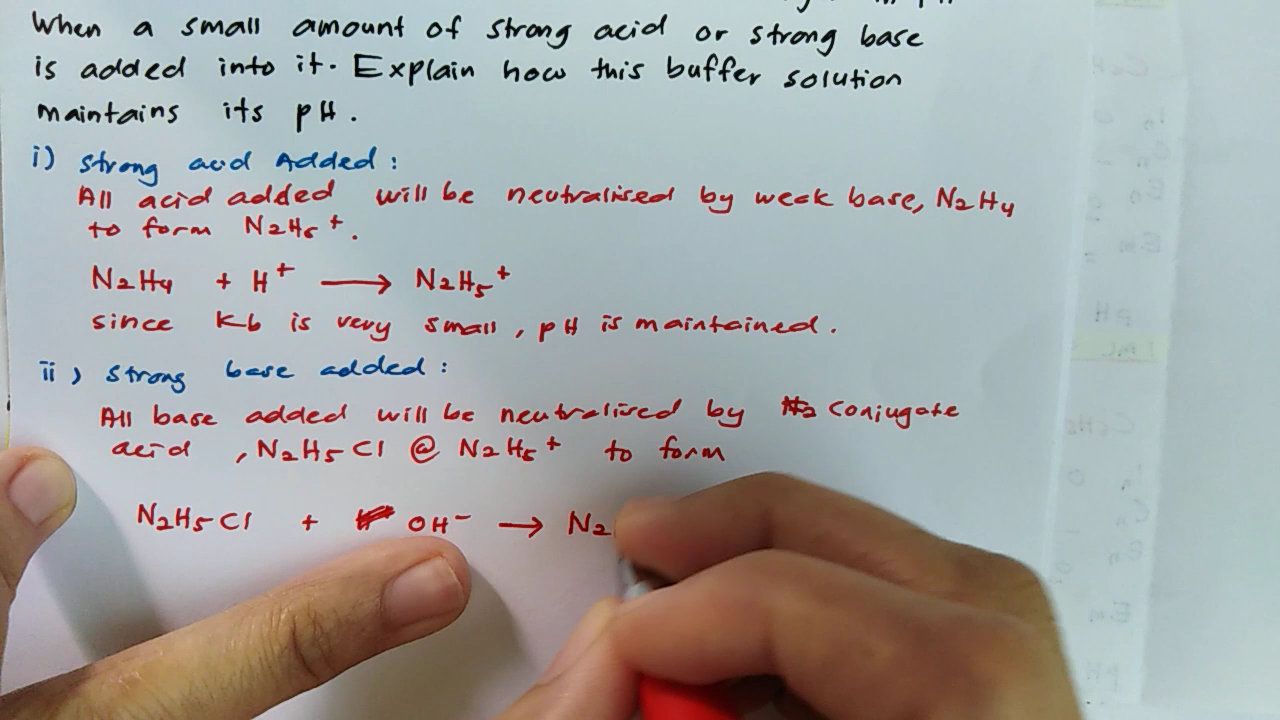 When a small amount of strong acid or strong base
is added into it. Explain how this buffer solution
maintains its pH.
i) strong acid Added:
All acid added will be neutralised by weak base, N2H4
to form N2H5+.
N2H4 + H+ ⟶ N2H5+
since Kb is very small, pH is maintained.
ii) strong base added:
All base added will be neutralised by conjugate
acid, N2H5Cl @ N2H5+ to form
N2H5Cl + OH- → N2